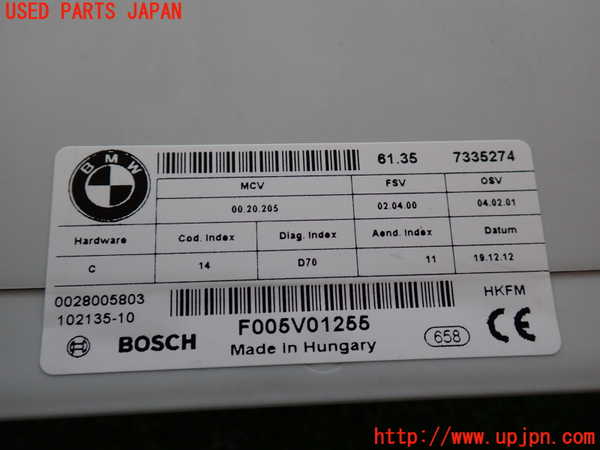 USED PARTS JAPAN
BMW
61.35 7335274
MCV FSV OSV
00.20.205 02.04.00 04.02.01
Hardware Cod. Index Diag. Index Aend. Index Datum
C 14 D70 11 19.12.12
0028005803
102135-10
HKFM
F005V01255
BOSCH
Made in Hungary
658
CE
http://www.upjpn.com/